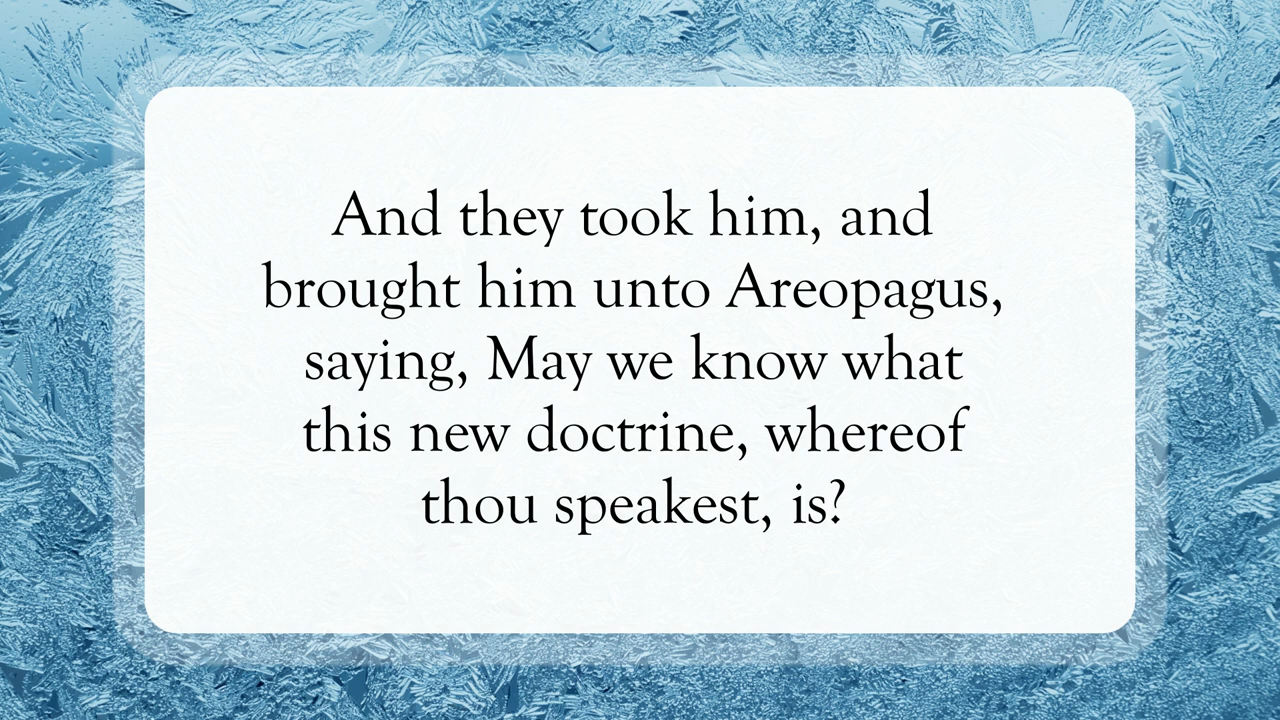 And they took him, and
brought him unto Areopagus,
saying, May we know what
this new doctrine, whereof
thou speakest, is?